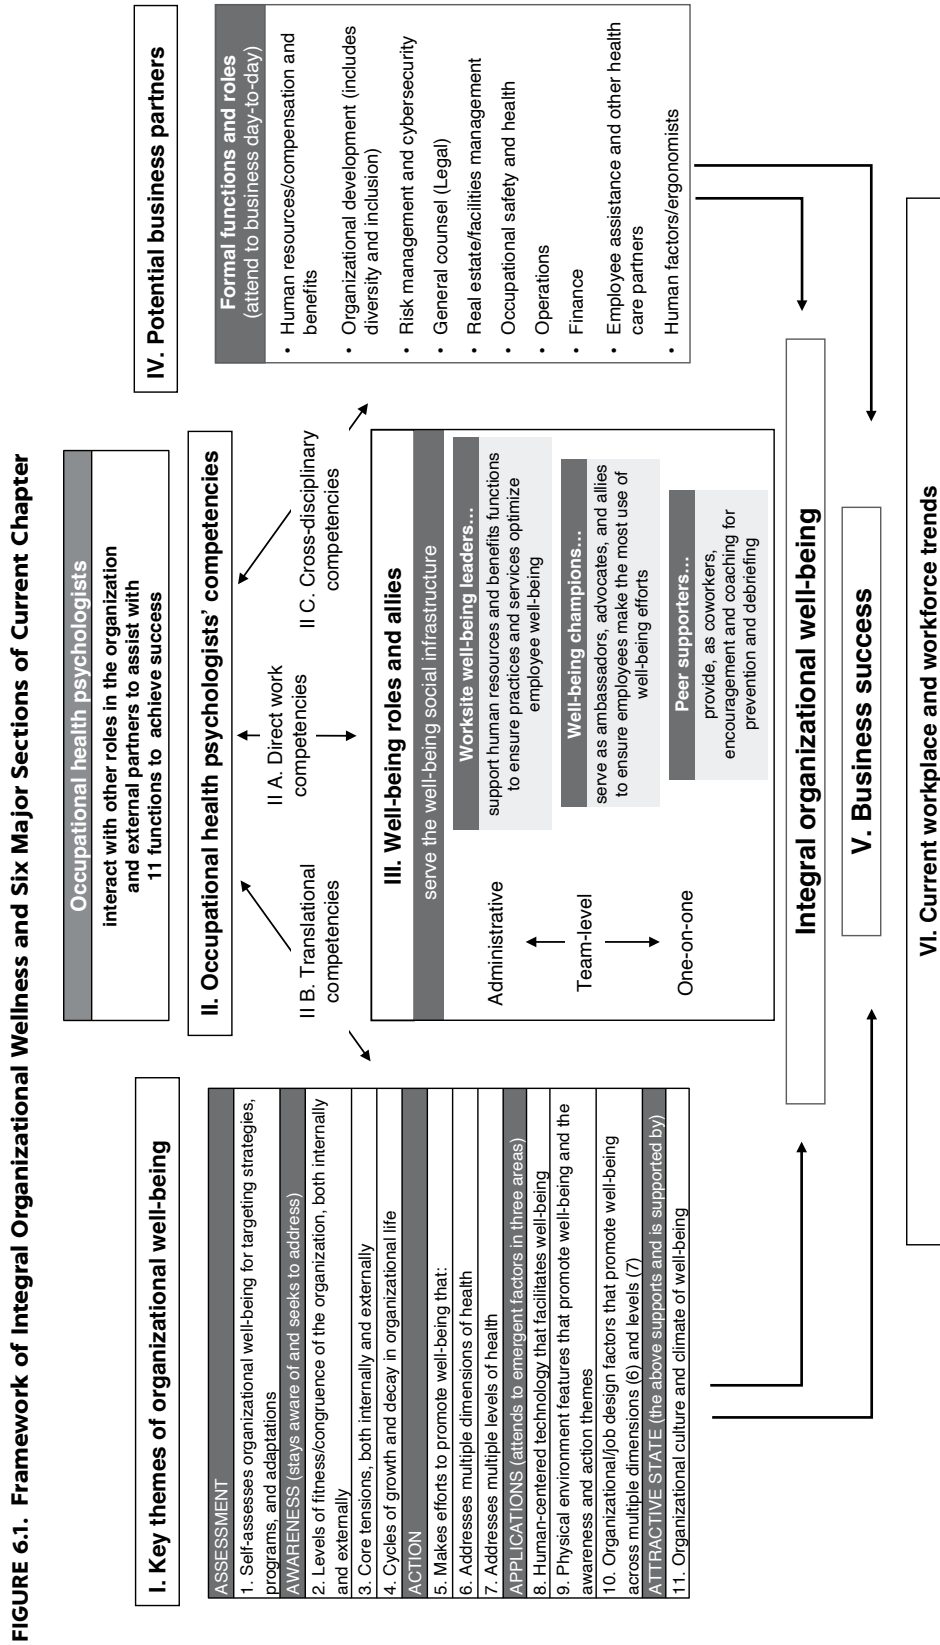 FIGURE 6.1. Framework of Integral Organizational Wellness and Six Major Sections of Current Chapter
Occupational health psychologists
interact with other roles in the organization
and external partners to assist with
11 functions to achieve success
I. Key themes of organizational well-being
ASSESSMENT
1. Self-assesses organizational well-being for targeting strategies,
programs, and adaptations
AWARENESS (stays aware of and seeks to address)
2. Levels of fitness/congruence of the organization, both internally
and externally
3. Core tensions, both internally and externally
4. Cycles of growth and decay in organizational life
ACTION
5. Makes efforts to promote well-being that:
6. Addresses multiple dimensions of health
7. Addresses multiple levels of health
APPLICATIONS (attends to emergent factors in three areas)
8. Human-centered technology that facilitates well-being
9. Physical environment features that promote well-being and the
awareness and action themes
10. Organizational/job design factors that promote well-being
across multiple dimensions (6) and levels (7)
ATTRACTIVE STATE (the above supports and is supported by)
11. Organizational culture and climate of well-being
II. Occupational health psychologists' competencies
II B. Translational
competencies
II A. Direct work
competencies
II C. Cross-disciplinary
competencies
III. Well-being roles and allies
serve the well-being social infrastructure
Administrative
Team-level
One-on-one
Worksite well-being leaders…
support human resources and benefits functions
to ensure practices and services optimize
employee well-being
Well-being champions…
serve as ambassadors, advocates, and allies
to ensure employees make the most use of
well-being efforts
Peer supporters…
provide, as coworkers,
encouragement and coaching for
prevention and debriefing
IV. Potential business partners
Formal functions and roles
(attend to business day-to-day)
• Human resources/compensation and
benefits
• Organizational development (includes
diversity and inclusion)
• Risk management and cybersecurity
• General counsel (Legal)
• Real estate/facilities management
• Occupational safety and health
• Operations
• Finance
• Employee assistance and other health
care partners
• Human factors/ergonomists
Integral organizational well-being
V. Business success
VI. Current workplace and workforce trends